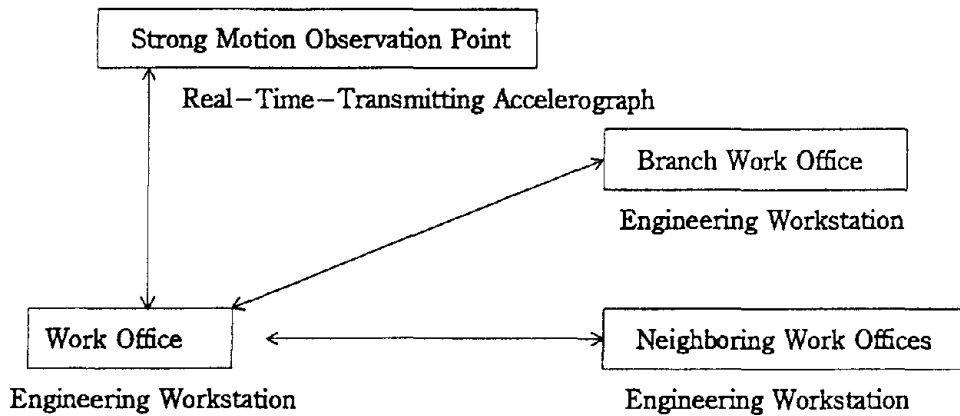 Strong Motion Observation Point
Real-Time-Transmitting Accelerograph
Branch Work Office
Engineering Workstation
Work Office
Engineering Workstation
Neighboring Work Offices
Engineering Workstation